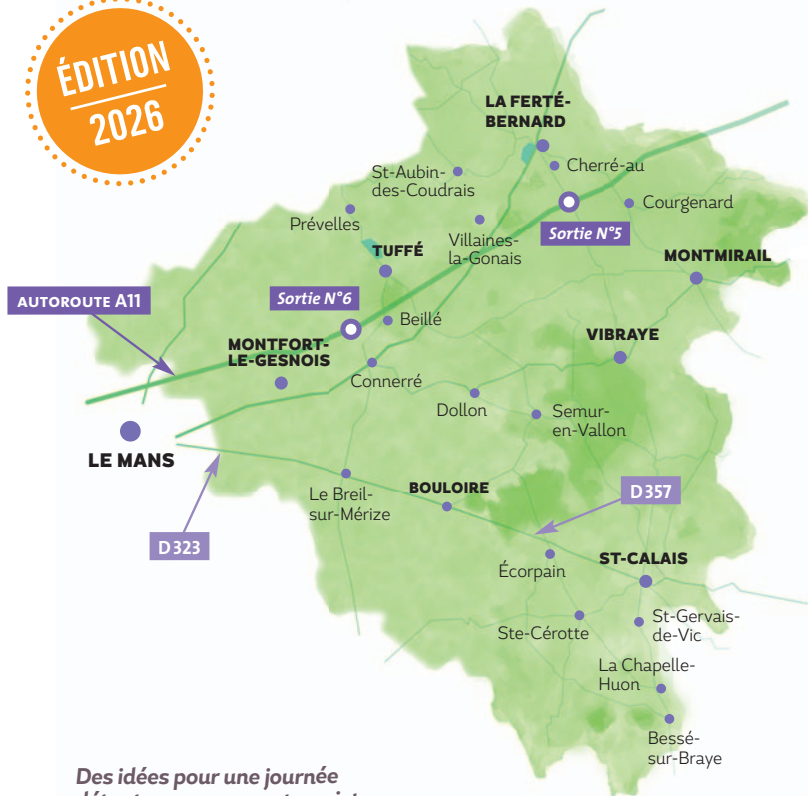 ÉDITION
2026
LA FERTÉ-
BERNARD
Cherré-au
St-Aubin-
des-Coudrais
Courgenard
Prévelles
Villaines-
la-Gonais
Sortie N°5
TUFFÉ
MONTMIRAIL
Sortie N°6
AUTOROUTE A11
Beillé
MONTFORT-
LE-GESNOIS
VIBRAYE
Connerré
Dollon
Semur-
en-Vallon
LE MANS
Le Breil-
sur-Mérize
BOULOIRE
D357
D323
Écorpain
ST-CALAIS
Ste-Cérotte
St-Gervais-
de-Vic
La Chapelle-
Huon
Bessé-
sur-Braye
Des idées pour une journée